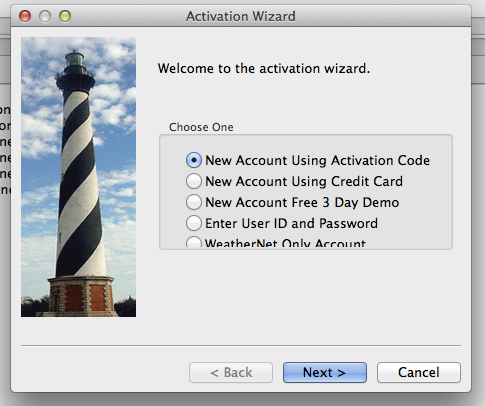 Activation Wizard
Welcome to the activation wizard.
Choose One
New Account Using Activation Code
New Account Using Credit Card
New Account Free 3 Day Demo
Enter User ID and Password
WeatherNet Only Account
< Back
Next >
Cancel